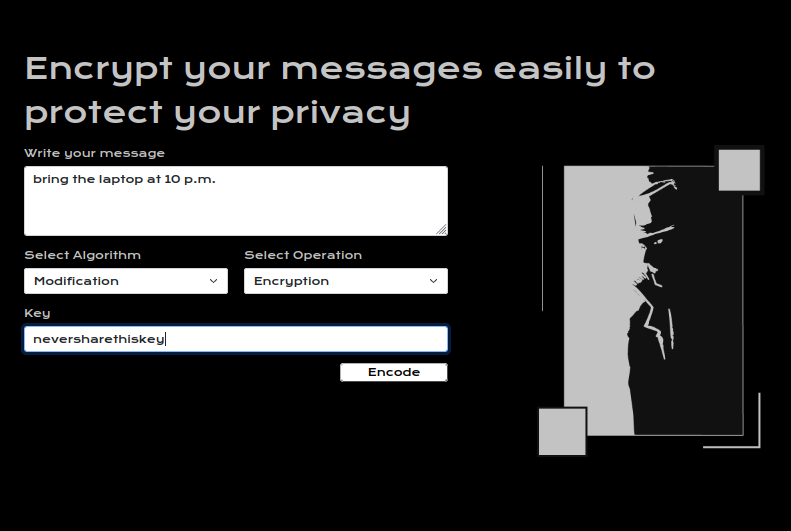 Encrypt your messages easily to
protect your privacy
Write your message
bring the laptop at 10 p.m.
Select Algorithm Select Operation
Modification Encryption
Key
neversharethiskey
Encode